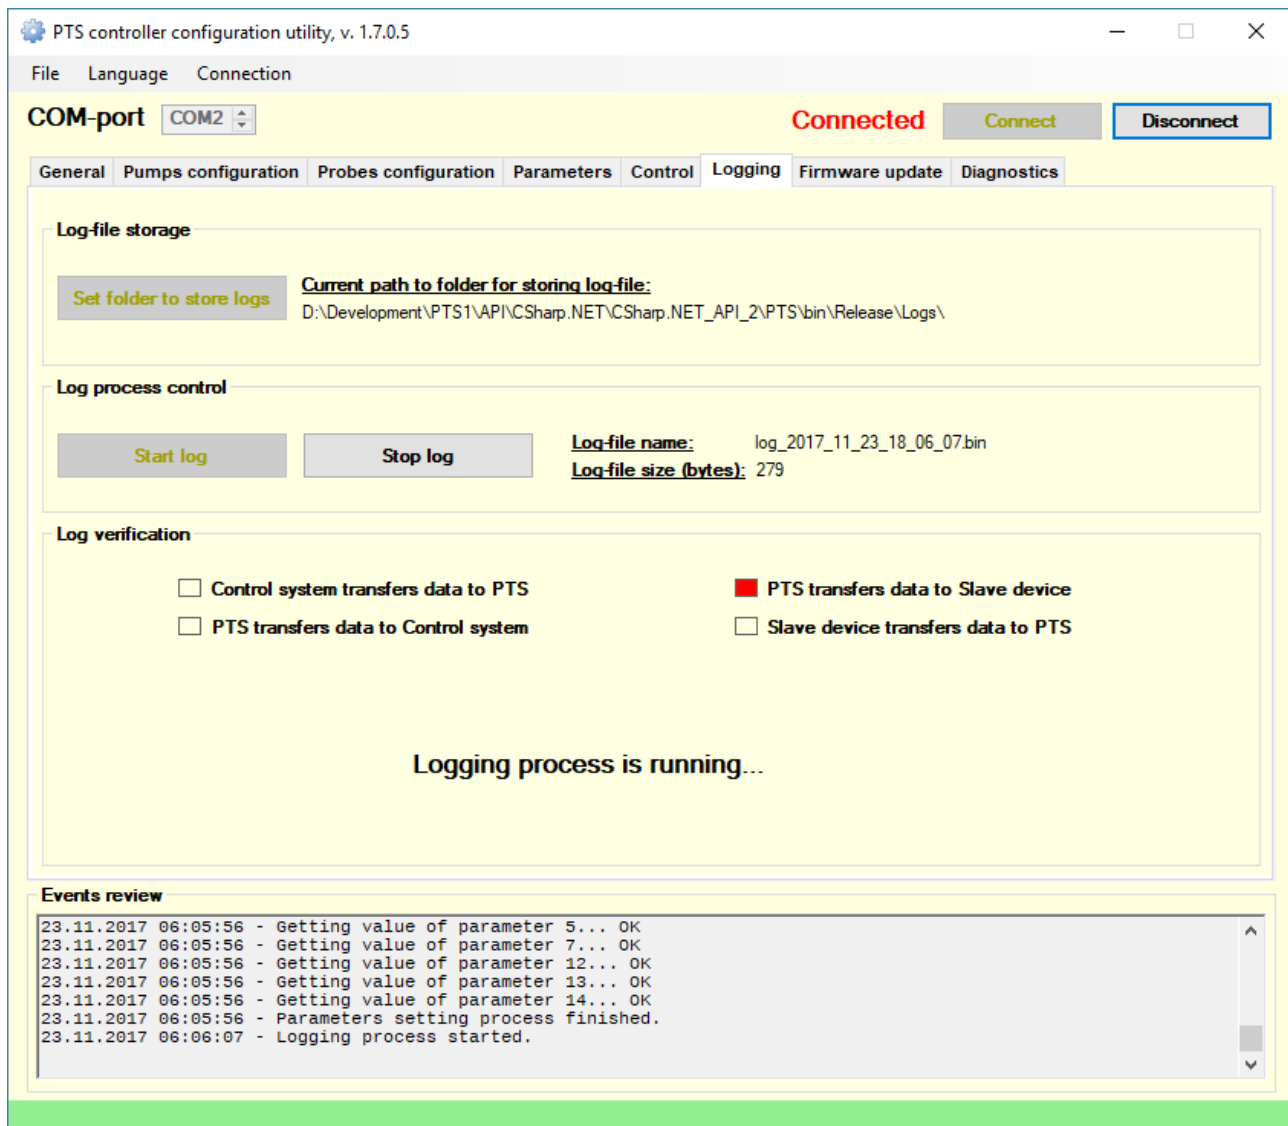 PTS controller configuration utility, v. 1.7.0.5
File Language Connection
COM-port COM2 Connected Connect Disconnect
General Pumps configuration Probes configuration Parameters Control Logging Firmware update Diagnostics
Log-file storage
Set folder to store logs
Current path to folder for storing log-file:
D:\Development\PTS1\API\CSharp.NET\CSharp.NET_API_2\PTS\bin\Release\Logs\
Log process control
Start log Stop log
Log-file name: log_2017_11_23_18_06_07.bin
Log-file size (bytes): 279
Log verification
Control system transfers data to PTS PTS transfers data to Slave device
PTS transfers data to Control system Slave device transfers data to PTS
Logging process is running...
Events review
23.11.2017 06:05:56 - Getting value of parameter 5... OK
23.11.2017 06:05:56 - Getting value of parameter 7... OK
23.11.2017 06:05:56 - Getting value of parameter 12... OK
23.11.2017 06:05:56 - Getting value of parameter 13... OK
23.11.2017 06:05:56 - Getting value of parameter 14... OK
23.11.2017 06:05:56 - Parameters setting process finished.
23.11.2017 06:06:07 - Logging process started.